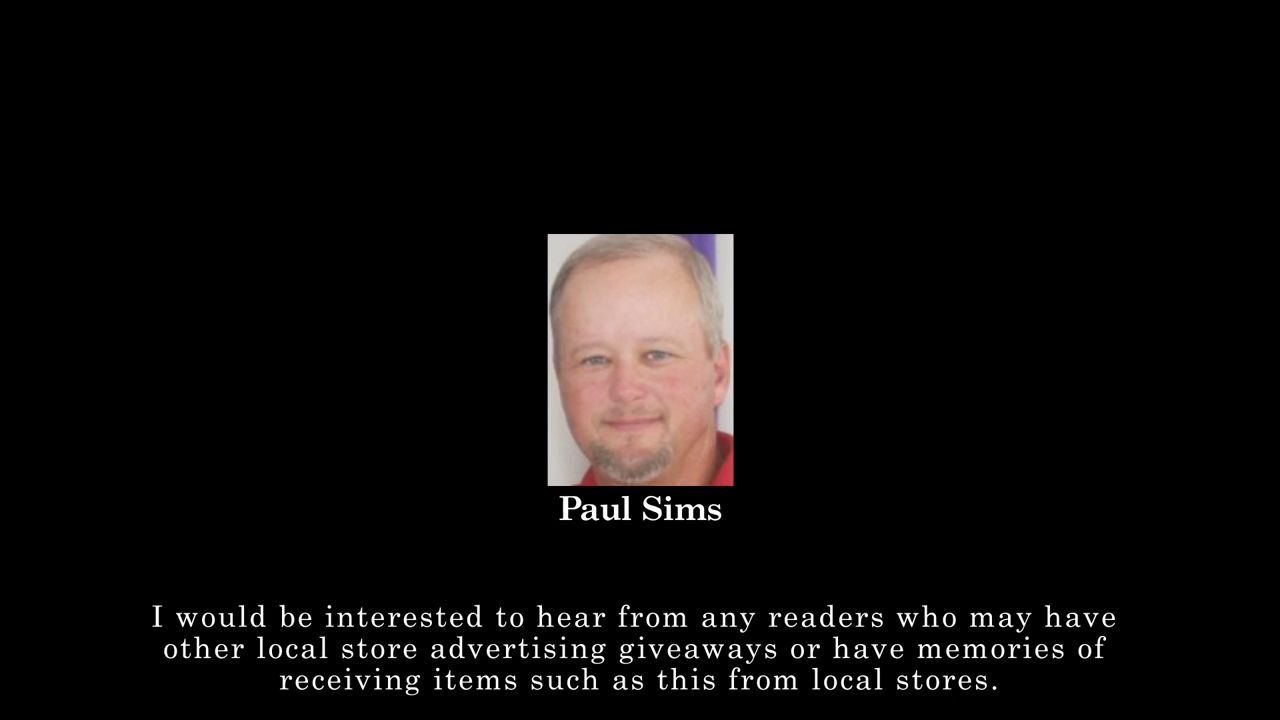 Paul Sims
I would be interested to hear from any readers who may have
other local store advertising giveaways or have memories of
receiving items such as this from local stores.